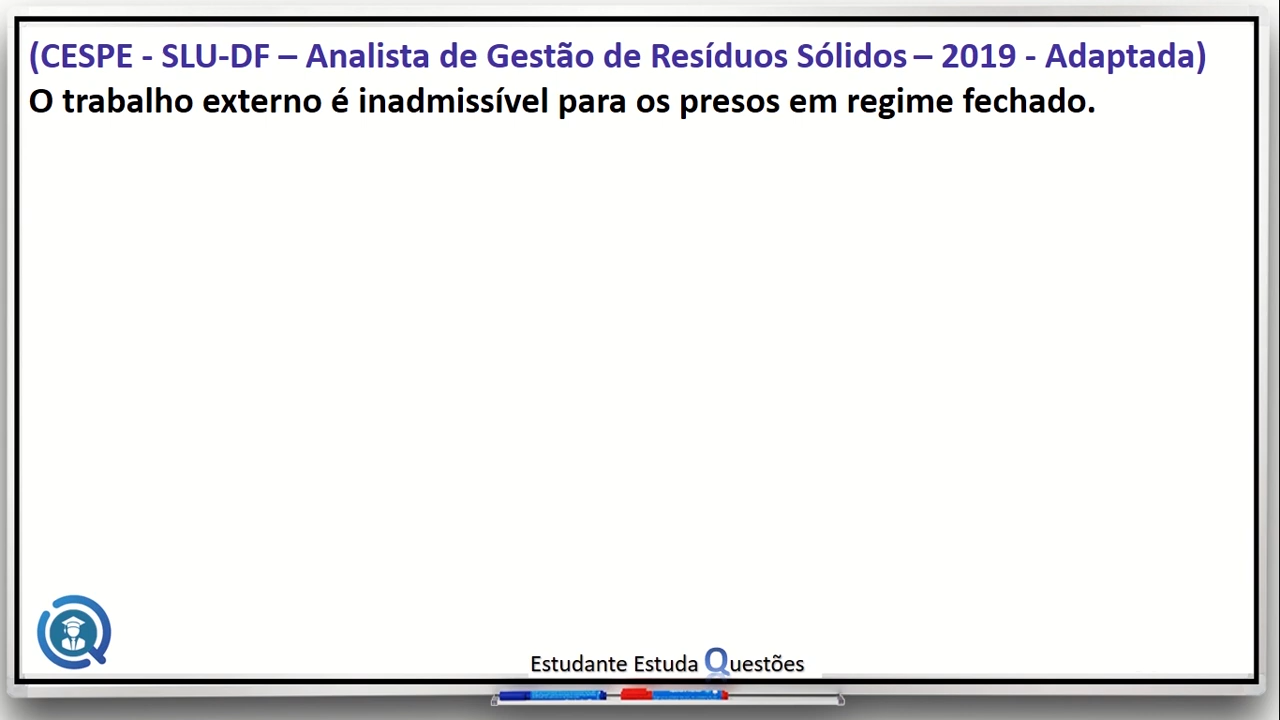 (CESPE - SLU-DF – Analista de Gestão de Resíduos Sólidos – 2019 - Adaptada)
O trabalho externo é inadmissível para os presos em regime fechado.
Estudante Estuda Questões